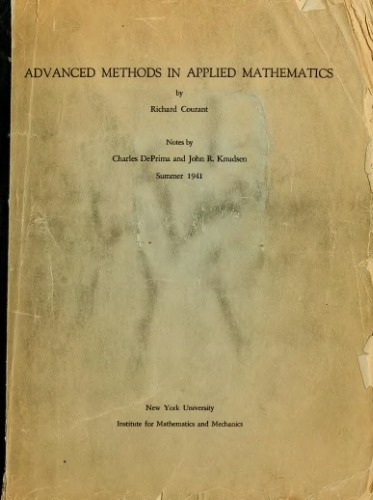 ADVANCED METHODS IN APPLIED MATHEMATICS
by
Richard Courant
Notes by
Charles DePrima and John R. Knudsen
Summer 1941
New York University
Institute for Mathematics and Mechanics